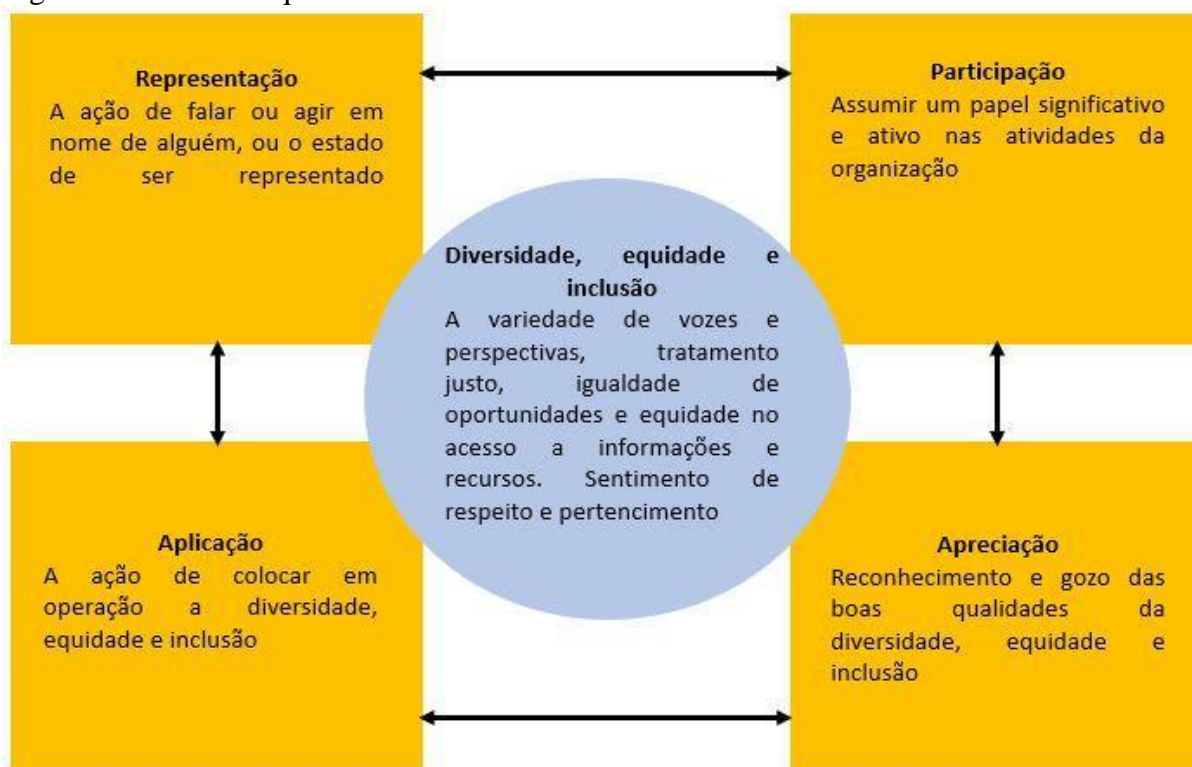 Representação
A ação de falar ou agir em
nome de alguém, ou o estado
de ser representado
Participação
Assumir um papel significativo
e ativo nas atividades da
organização
Diversidade, equidade e
inclusão
A variedade de vozes e
perspectivas, tratamento
justo, igualdade de
oportunidades e equidade no
acesso a informações e
recursos. Sentimento de
respeito e pertencimento
Aplicação
A ação de colocar em
operação a diversidade,
equidade e inclusão
Apreciação
Reconhecimento e gozo das
boas qualidades da
diversidade, equidade e
inclusão